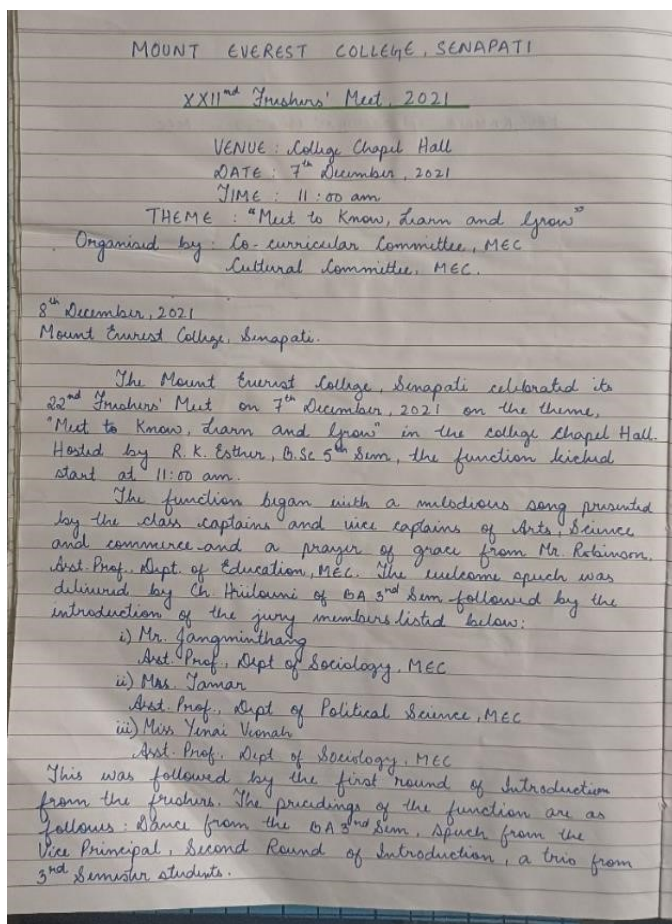 MOUNT EVEREST COLLEGE, SENAPATI
XXIInd Freshers' Meet, 2021
VENUE : College Chapel Hall
DATE : 7th December, 2021
TIME : 11:00 am
THEME : "Meet to Know, Learn and Grow"
Organised by : Co-curricular Committee, MEC
Cultural Committee, MEC.
8th December, 2021
Mount Everest College, Senapati.
The Mount Everest College, Senapati celebrated its
22nd Freshers' Meet on 7th December, 2021 on the theme,
"Meet to Know, Learn and Grow" in the college Chapel Hall.
Hosted by R. K. Esther, B.Sc 5th Sem, the function kicked
start at 11:00 am.
The function began with a melodious song presented
by the class captains and vice captains of Arts, Science
and commerce and a prayer of grace from Mr. Robinson,
Asst. Prof., Dept. of Education, MEC. The welcome speech was
delivered by Ch. Hriilouni of BA 3rd Sem followed by the
introduction of the jury members listed below:
i) Mr. Jangminthang
Asst. Prof., Dept of Sociology, MEC
ii) Mrs. Tamar
Asst. Prof., Dept of Political Science, MEC
iii) Miss Yenai Veonah
Asst. Prof., Dept of Sociology, MEC
This was followed by the first round of Introduction
from the freshers. The precedings of the function are as
follows: Dance from the BA 3rd Sem, Speech from the
Vice Principal, Second Round of Introduction, a trio from
3rd Semester students.